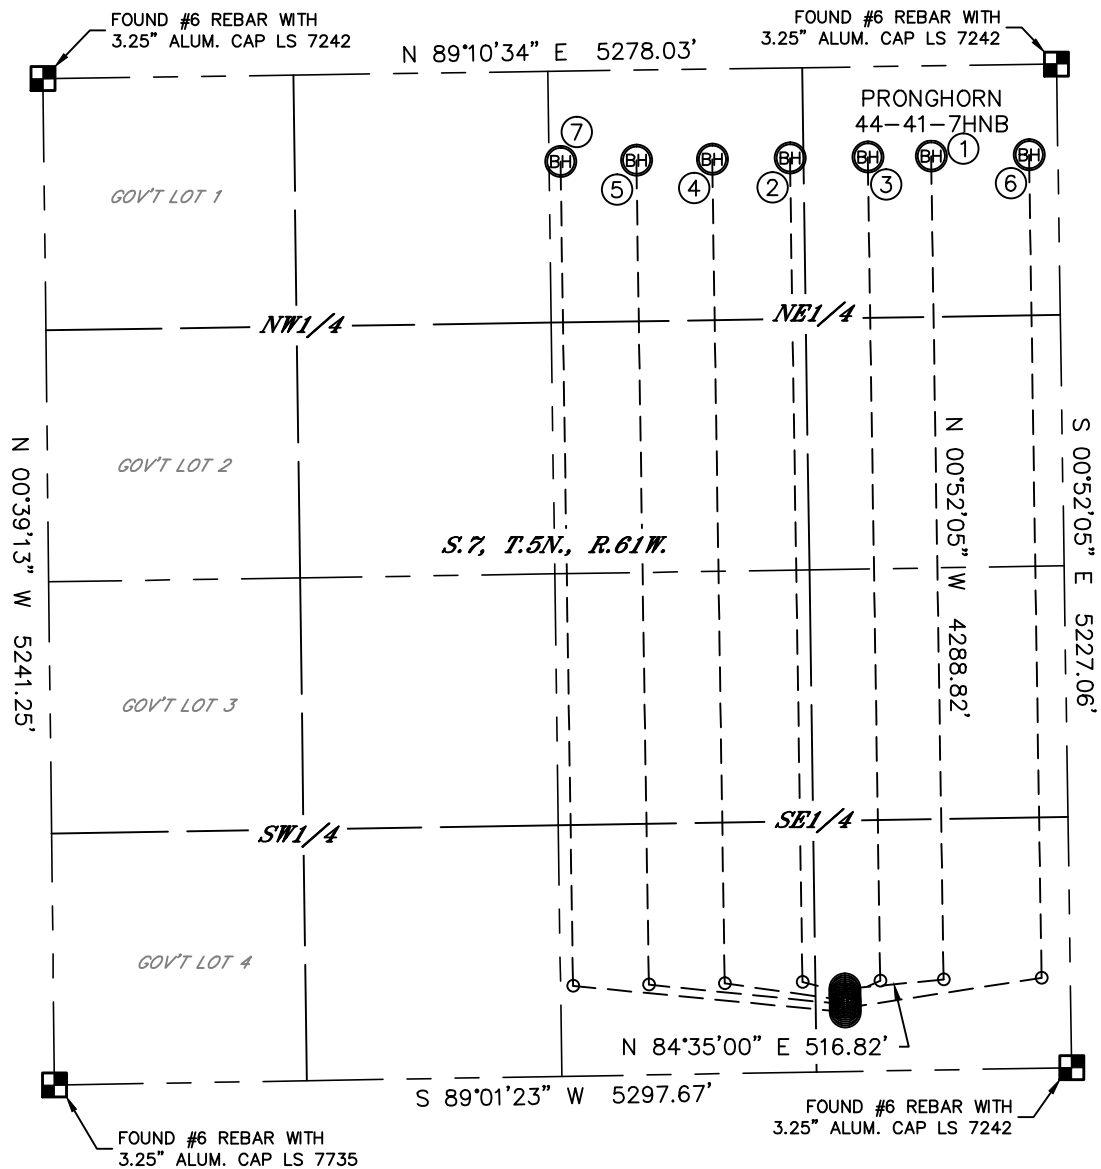 FOUND #6 REBAR WITH
3.25" ALUM. CAP LS 7242
FOUND #6 REBAR WITH
3.25" ALUM. CAP LS 7242
N 89°10'34" E 5278.03'
PRONGHORN
44-41-7HNB
7
1
BH
BH
BH
BH
BH
BH
BH
5
4
2
3
6
GOV'T LOT 1
NW1/4
NE1/4
N 00°39'13" W 5241.25'
GOV'T LOT 2
N 00°52'05" W 4288.82'
S 00°52'05" E 5227.06'
S.7, T.5N., R.61W.
GOV'T LOT 3
SW1/4
SE1/4
GOV'T LOT 4
N 84°35'00" E 516.82'
S 89°01'23" W 5297.67'
FOUND #6 REBAR WITH
3.25" ALUM. CAP LS 7242
FOUND #6 REBAR WITH
3.25" ALUM. CAP LS 7735